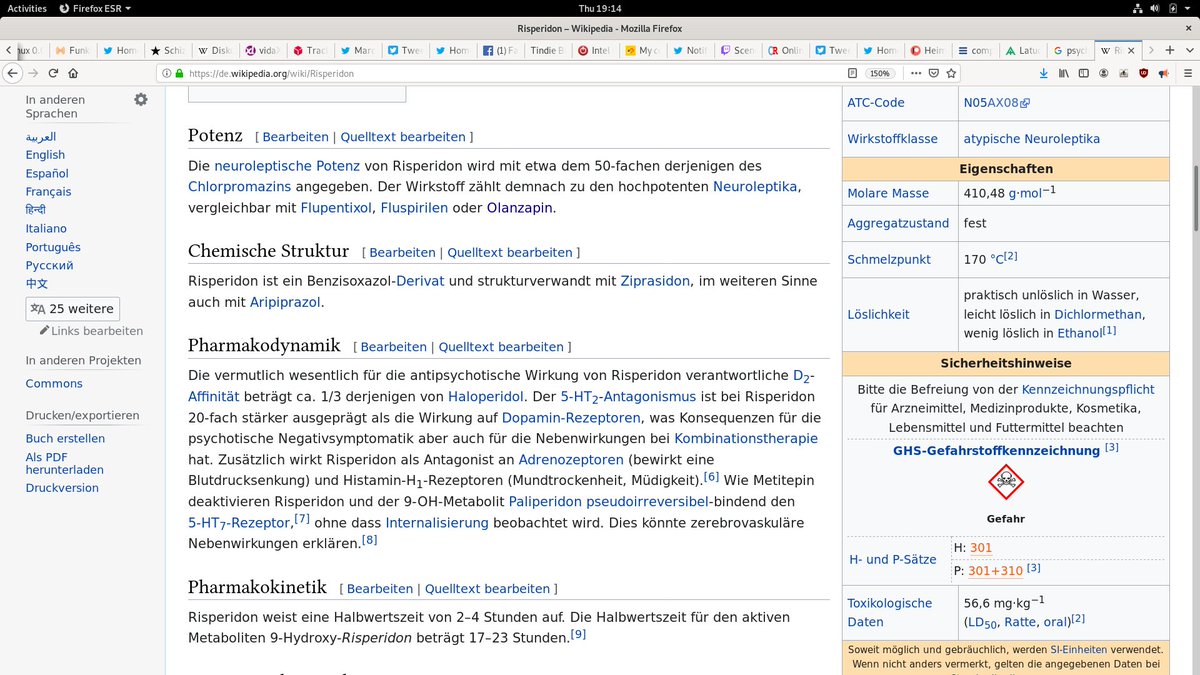 Activities Firefox ESR Thu 19:14
Risperidon – Wikipedia - Mozilla Firefox
Funk Hom Schiz Disk vida Trac Marc Twe Hom (1) Fa Tindie B Intel My c Notif Scen Onlin Twe Hom Heim com Latu psyc Ris
https://de.wikipedia.org/wiki/Risperidon 150%
In anderen
Sprachen
العربية
English
Español
Français
हिन्दी
Italiano
Português
Русский
中文
25 weitere
Links bearbeiten
In anderen Projekten
Commons
Drucken/exportieren
Buch erstellen
Als PDF
herunterladen
Druckversion
Potenz [ Bearbeiten | Quelltext bearbeiten ]
Die neuroleptische Potenz von Risperidon wird mit etwa dem 50-fachen derjenigen des
Chlorpromazins angegeben. Der Wirkstoff zählt demnach zu den hochpotenten Neuroleptika,
vergleichbar mit Flupentixol, Fluspirilen oder Olanzapin.
Chemische Struktur [ Bearbeiten | Quelltext bearbeiten ]
Risperidon ist ein Benzisoxazol-Derivat und strukturverwandt mit Ziprasidon, im weiteren Sinne
auch mit Aripiprazol.
Pharmakodynamik [ Bearbeiten | Quelltext bearbeiten ]
Die vermutlich wesentlich für die antipsychotische Wirkung von Risperidon verantwortliche D₂-
Affinität beträgt ca. 1/3 derjenigen von Haloperidol. Der 5-HT₂-Antagonismus ist bei Risperidon
20-fach stärker ausgeprägt als die Wirkung auf Dopamin-Rezeptoren, was Konsequenzen für die
psychotische Negativsymptomatik aber auch für die Nebenwirkungen bei Kombinationstherapie
hat. Zusätzlich wirkt Risperidon als Antagonist an Adrenozeptoren (bewirkt eine
Blutdrucksenkung) und Histamin-H₁-Rezeptoren (Mundtrockenheit, Müdigkeit).[6] Wie Metitepin
deaktivieren Risperidon und der 9-OH-Metabolit Paliperidon pseudoirreversibel-bindend den
5-HT₇-Rezeptor,[7] ohne dass Internalisierung beobachtet wird. Dies könnte zerebrovaskuläre
Nebenwirkungen erklären.[8]
Pharmakokinetik [ Bearbeiten | Quelltext bearbeiten ]
Risperidon weist eine Halbwertszeit von 2–4 Stunden auf. Die Halbwertszeit für den aktiven
Metaboliten 9-Hydroxy-Risperidon beträgt 17–23 Stunden.[9]
ATC-Code N05AX08
Wirkstoffklasse atypische Neuroleptika
Eigenschaften
Molare Masse 410,48 g·mol⁻¹
Aggregatzustand fest
Schmelzpunkt 170 °C[2]
Löslichkeit praktisch unlöslich in Wasser,
leicht löslich in Dichlormethan,
wenig löslich in Ethanol[1]
Sicherheitshinweise
Bitte die Befreiung von der Kennzeichnungspflicht
für Arzneimittel, Medizinprodukte, Kosmetika,
Lebensmittel und Futtermittel beachten
GHS-Gefahrstoffkennzeichnung [3]
Gefahr
H- und P-Sätze H: 301
P: 301+310 [3]
Toxikologische
Daten
56,6 mg·kg⁻¹
(LD₅₀, Ratte, oral)[2]
Soweit möglich und gebräuchlich, werden SI-Einheiten verwendet.
Wenn nicht anders vermerkt, gelten die angegebenen Daten bei